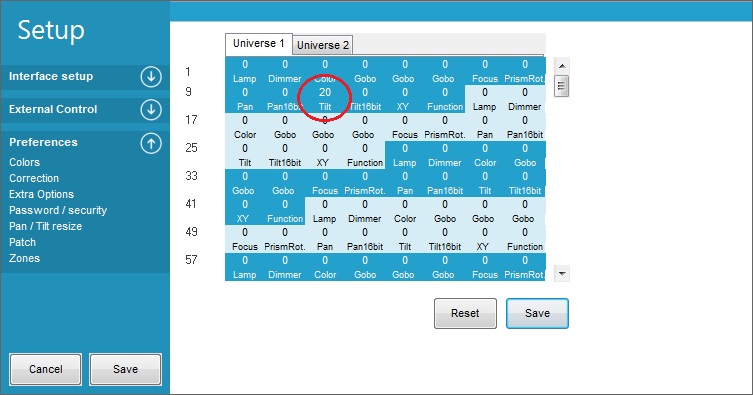 Setup
Interface setup
External Control
Preferences
Colors
Correction
Extra Options
Password / security
Pan / Tilt resize
Patch
Zones
Cancel Save
Universe 1 Universe 2
1 0 0 0 0 0 0 0 0
Lamp Dimmer Color Gobo Gobo Gobo Focus PrismRot.
9 0 0 20 0 0 0 0 0
Pan Pan16bit Tilt Tilt16bit XY Function Lamp Dimmer
17 0 0 0 0 0 0 0 0
Color Gobo Gobo Gobo Focus PrismRot. Pan Pan16bit
25 0 0 0 0 0 0 0 0
Tilt Tilt16bit XY Function Lamp Dimmer Color Gobo
33 0 0 0 0 0 0 0 0
Gobo Gobo Focus PrismRot. Pan Pan16bit Tilt Tilt16bit
41 0 0 0 0 0 0 0 0
XY Function Lamp Dimmer Color Gobo Gobo Gobo
49 0 0 0 0 0 0 0 0
Focus PrismRot. Pan Pan16bit Tilt Tilt16bit XY Function
57 0 0 0 0 0 0 0 0
Lamp Dimmer Color Gobo Gobo Gobo Focus PrismRot.
Reset Save